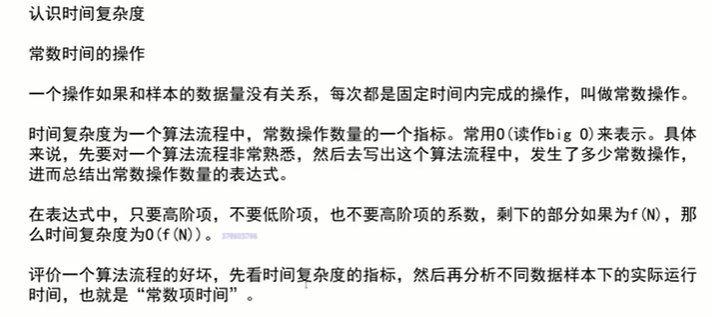 认识时间复杂度
常数时间的操作
一个操作如果和样本的数据量没有关系，每次都是固定时间内完成的操作，叫做常数操作。
时间复杂度为一个算法流程中，常数操作数量的一个指标。常用O(读作big O)来表示。具体
来说，先要对一个算法流程非常熟悉，然后去写出这个算法流程中，发生了多少常数操作，
进而总结出常数操作数量的表达式。
在表达式中，只要高阶项，不要低阶项，也不要高阶项的系数，剩下的部分如果为f(N)，那
么时间复杂度为O(f(N))。
评价一个算法流程的好坏，先看时间复杂度的指标，然后再分析不同数据样本下的实际运行
时间，也就是“常数项时间”。